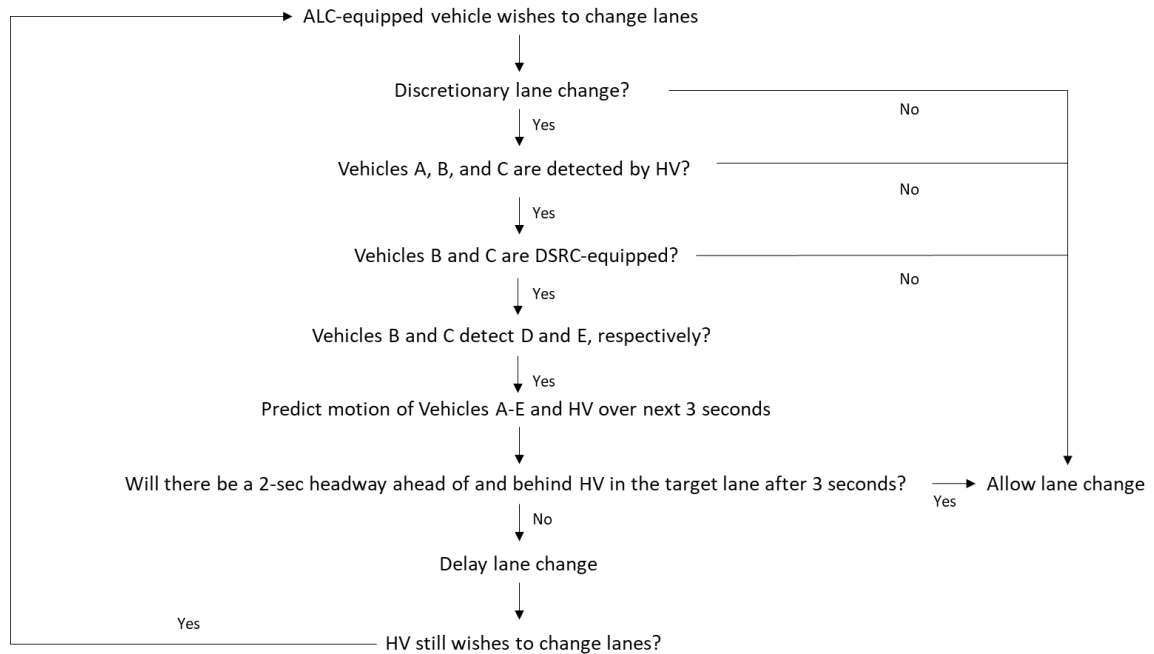 ALC-equipped vehicle wishes to change lanes
Discretionary lane change?
No
Yes
Vehicles A, B, and C are detected by HV?
No
Yes
Vehicles B and C are DSRC-equipped?
No
Yes
Vehicles B and C detect D and E, respectively?
Yes
Predict motion of Vehicles A-E and HV over next 3 seconds
Will there be a 2-sec headway ahead of and behind HV in the target lane after 3 seconds?
Yes
Allow lane change
No
Delay lane change
Yes
HV still wishes to change lanes?